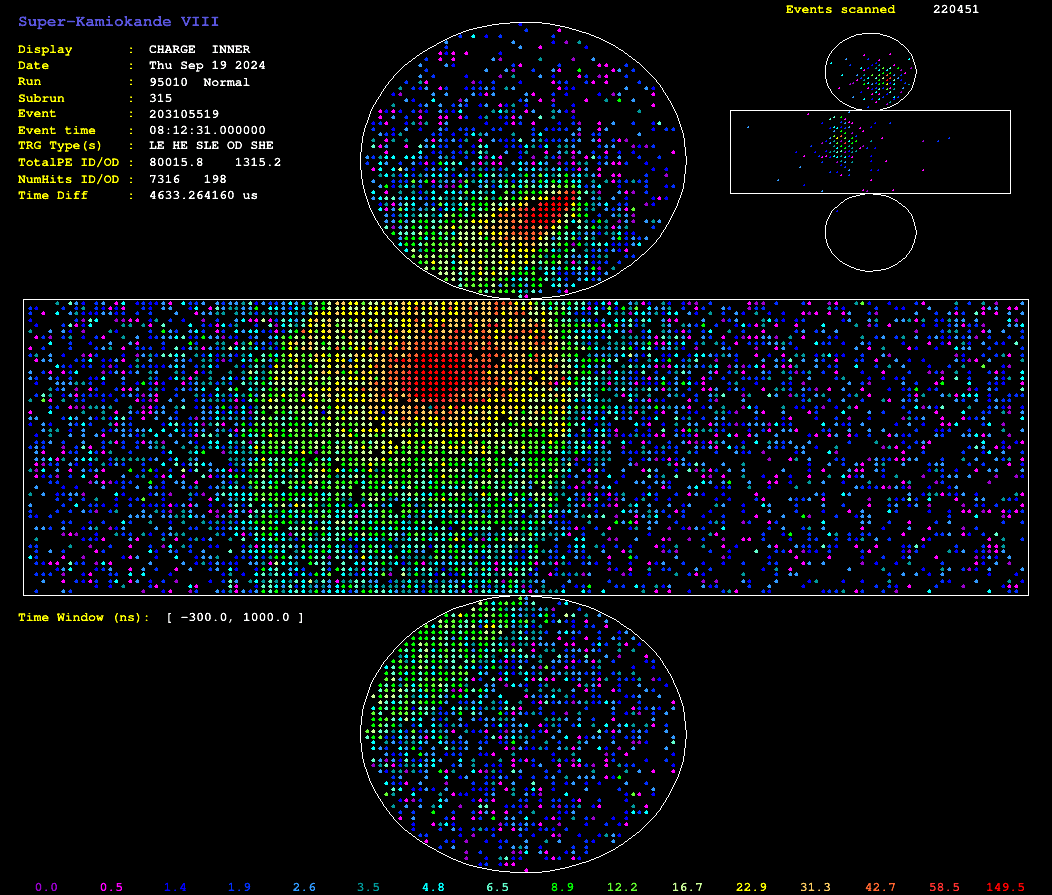 Super-Kamiokande VIII
Events scanned 220451
Display : CHARGE INNER
Date : Thu Sep 19 2024
Run : 95010 Normal
Subrun : 315
Event : 203105519
Event time : 08:12:31.000000
TRG Type(s) : LE HE SLE OD SHE
TotalPE ID/OD : 80015.8 1315.2
NumHits ID/OD : 7316 198
Time Diff : 4633.264160 us
Time Window (ns): [ -300.0, 1000.0 ]
0.0 0.5 1.4 1.9 2.6 3.5 4.8 6.5 8.9 12.2 16.7 22.9 31.3 42.7 58.5 149.5